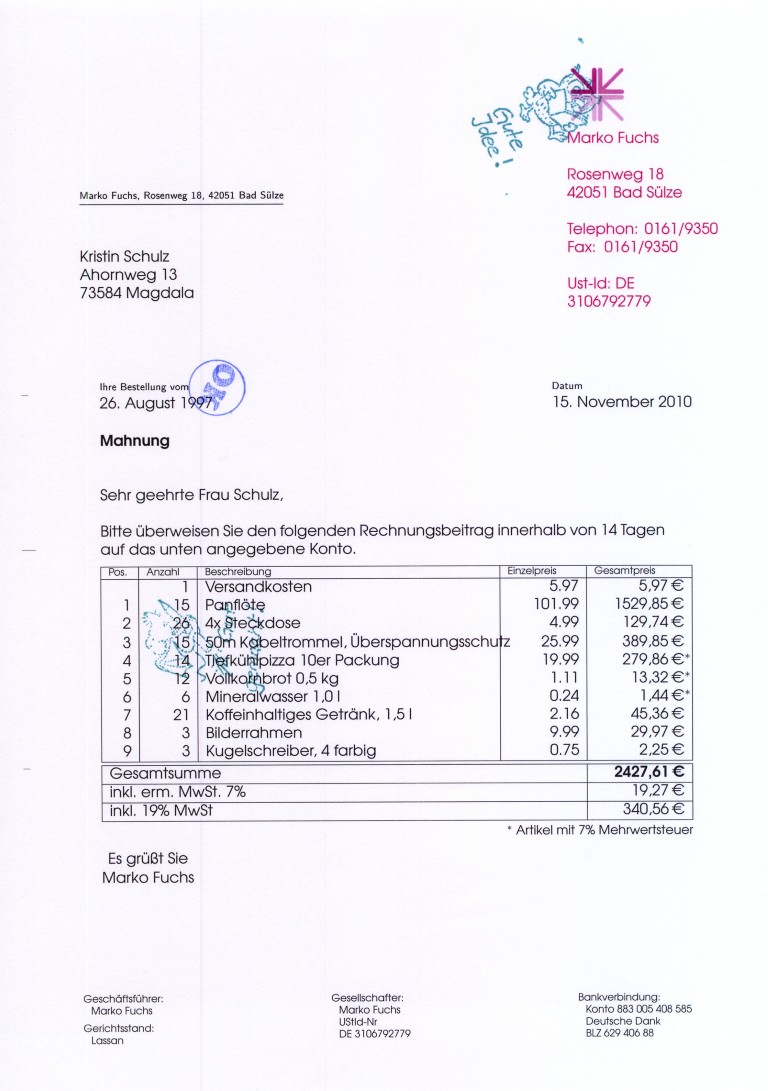 Gute
Idee!
Marko Fuchs
Rosenweg 18
42051 Bad Sülze
Marko Fuchs, Rosenweg 18, 42051 Bad Sülze
Telephon: 0161/9350
Fax: 0161/9350
Kristin Schulz
Ahornweg 13
73584 Magdala
Ust-Id: DE
3106792779
Ihre Bestellung vom
Datum
26. August 1997
15. November 2010
Mahnung
Sehr geehrte Frau Schulz,
Bitte überweisen Sie den folgenden Rechnungsbeitrag innerhalb von 14 Tagen
auf das unten angegebene Konto.
Pos. Anzahl Beschreibung Einzelpreis Gesamtpreis
1 Versandkosten 5.97 5,97 €
1 15 Panflöte 101.99 1529,85 €
2 26 4x Steckdose 4.99 129,74 €
3 15 50m Kabeltrommel, Überspannungsschutz 25.99 389,85 €
4 14 Tiefkühlpizza 10er Packung 19.99 279,86 €*
5 12 Vollkornbrot 0,5 kg 1.11 13,32 €*
6 6 Mineralwasser 1,0 l 0.24 1,44 €*
7 21 Koffeinhaltiges Getränk, 1,5 l 2.16 45,36 €
8 3 Bilderrahmen 9.99 29,97 €
9 3 Kugelschreiber, 4 farbig 0.75 2,25 €
Gesamtsumme 2427,61 €
inkl. erm. MwSt. 7% 19,27 €
inkl. 19% MwSt 340,56 €
* Artikel mit 7% Mehrwertsteuer
Es grüßt Sie
Marko Fuchs
Geschäftsführer:
Marko Fuchs
Gerichtsstand:
Lassan
Gesellschafter:
Marko Fuchs
UStId-Nr
DE 3106792779
Bankverbindung:
Konto 883 005 408 585
Deutsche Dank
BLZ 629 406 88